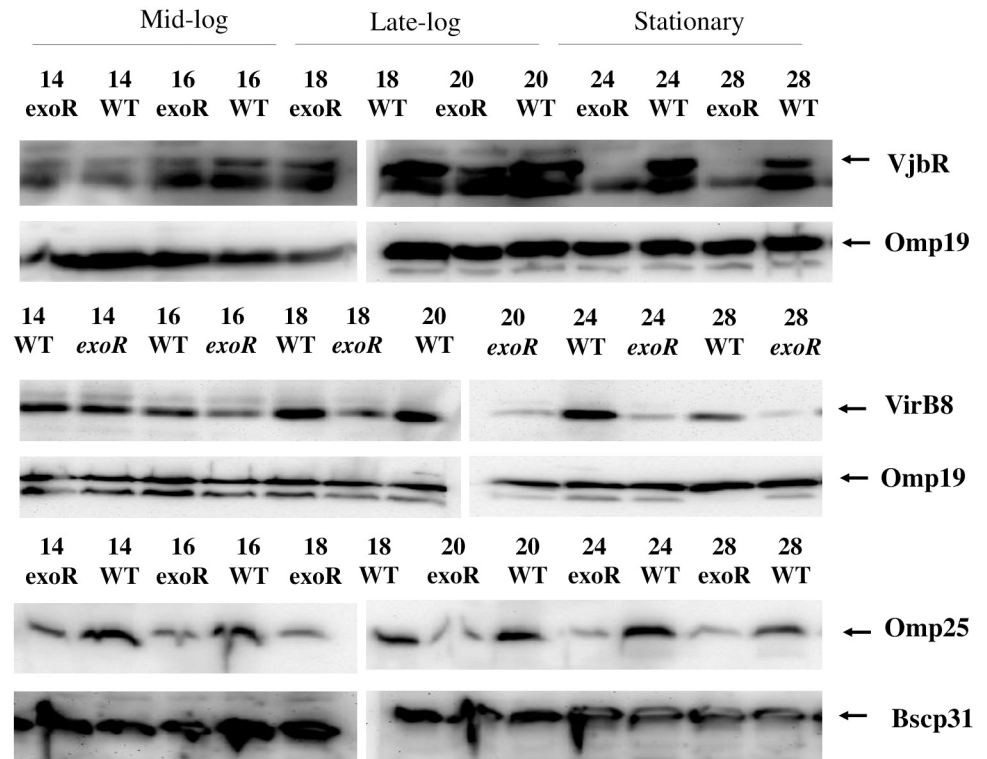 Mid-log Late-log Stationary
14 14 16 16 18 18 20 20 24 24 28 28
exoR WT exoR WT exoR WT exoR WT exoR WT exoR WT
VjbR
Omp19
14 14 16 16 18 18 20 20 24 24 28 28
WT exoR WT exoR WT exoR WT exoR WT exoR WT exoR
VirB8
Omp19
14 14 16 16 18 18 20 20 24 24 28 28
exoR WT exoR WT exoR WT exoR WT exoR WT exoR WT
Omp25
Bscp31